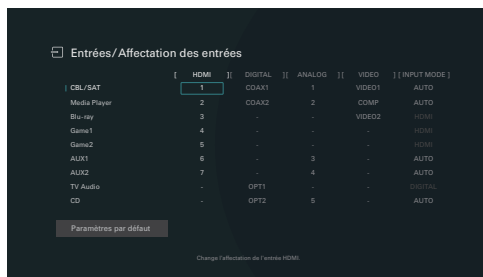 Entrées/Affectation des entrées
[ HDMI ][ DIGITAL ][ ANALOG ][ VIDEO ] [ INPUT MODE ]
CBL/SAT 1 COAX1 1 VIDEO1 AUTO
Media Player 2 COAX2 2 COMP AUTO
Blu-ray 3 - - VIDEO2 HDMI
Game1 4 - - - HDMI
Game2 5 - - - HDMI
AUX1 6 - 3 - AUTO
AUX2 7 - 4 - AUTO
TV Audio - OPT1 - - DIGITAL
CD - OPT2 5 - AUTO
Paramètres par défaut
Change l'affectation de l'entrée HDMI.